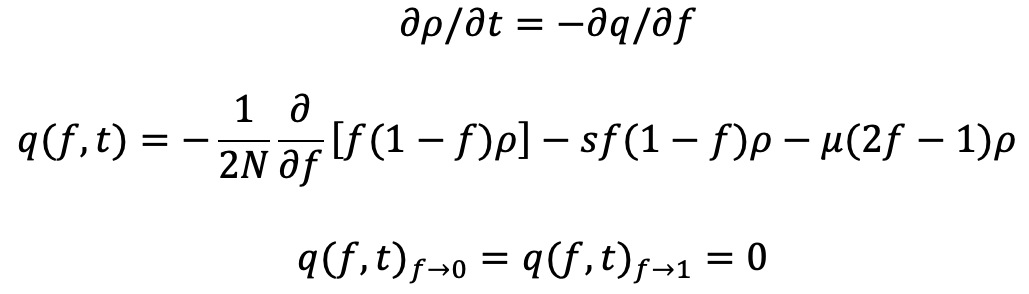 ∂ρ/∂t = −∂q/∂f
q(f,t) = − 1/2N ∂/∂f [f(1 − f)ρ] − sf(1 − f)ρ − μ(2f − 1)ρ
q(f,t)f→0 = q(f,t)f→1 = 0